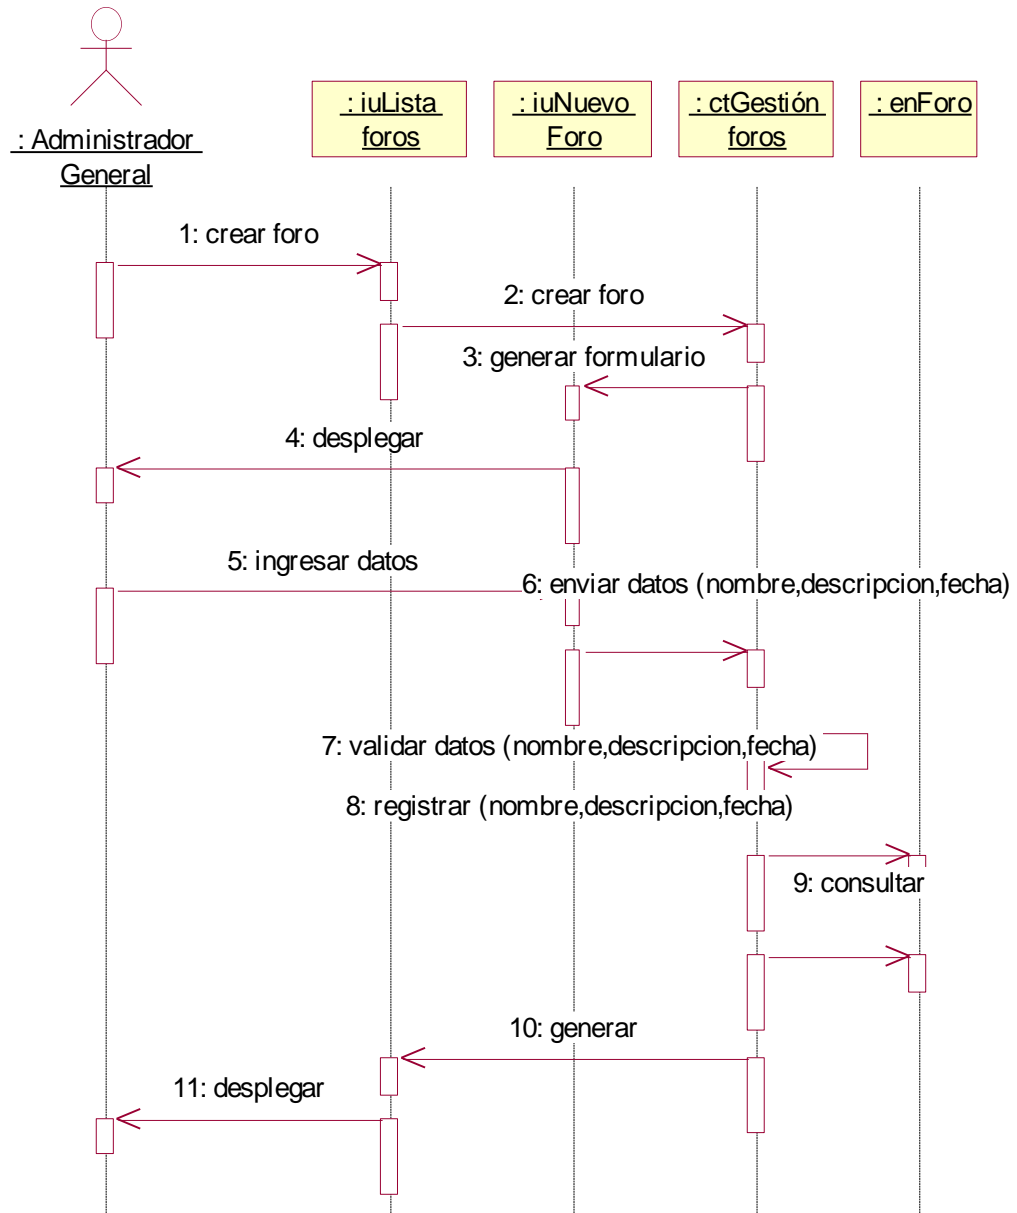 : Administrador
General
: iuLista
foros
: iuNuevo
Foro
: ctGestión
foros
: enForo
1: crear foro
2: crear foro
3: generar formulario
4: desplegar
5: ingresar datos
6: enviar datos (nombre,descripcion,fecha)
7: validar datos (nombre,descripcion,fecha)
8: registrar (nombre,descripcion,fecha)
9: consultar
10: generar
11: desplegar